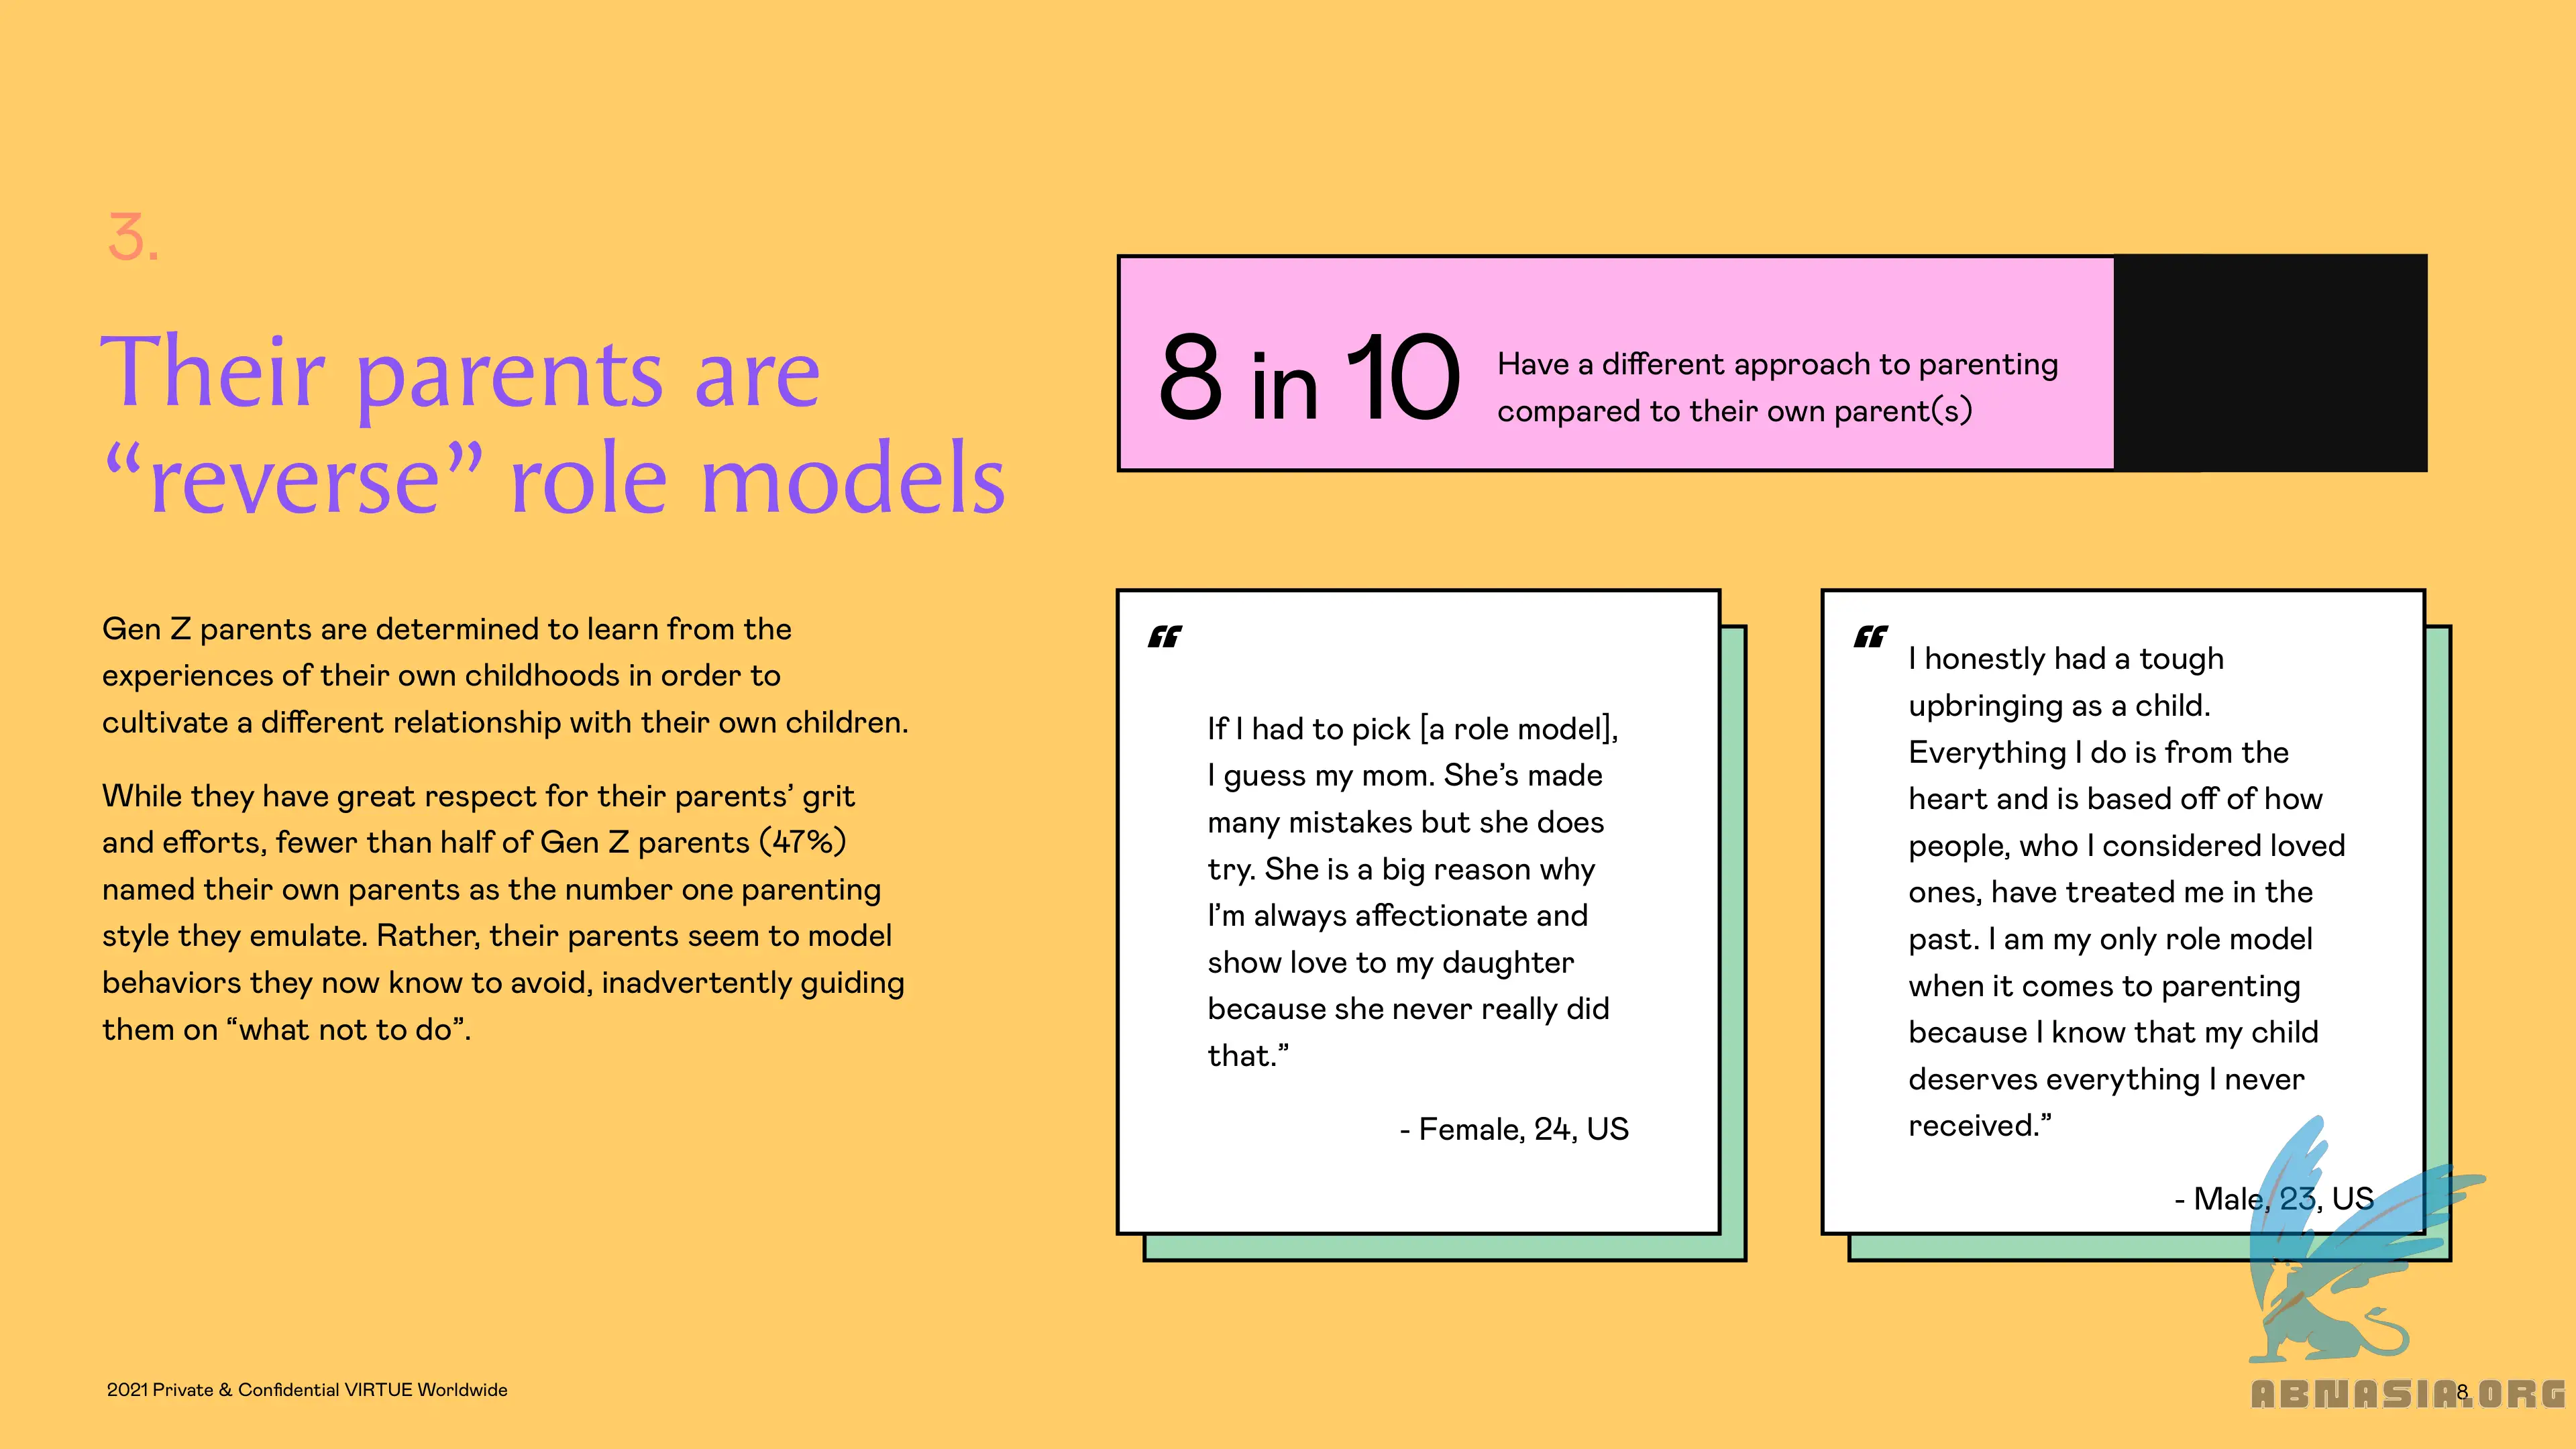 3.
Their parents are
“reverse” role models
Gen Z parents are determined to learn from the
experiences of their own childhoods in order to
cultivate a different relationship with their own children.
While they have great respect for their parents’ grit
and efforts, fewer than half of Gen Z parents (47%)
named their own parents as the number one parenting
style they emulate. Rather, their parents seem to model
behaviors they now know to avoid, inadvertently guiding
them on “what not to do”.
8 in 10
Have a different approach to parenting
compared to their own parent(s)
“
If I had to pick [a role model],
I guess my mom. She’s made
many mistakes but she does
try. She is a big reason why
I’m always affectionate and
show love to my daughter
because she never really did
that.”
- Female, 24, US
“
I honestly had a tough
upbringing as a child.
Everything I do is from the
heart and is based off of how
people, who I considered loved
ones, have treated me in the
past. I am my only role model
when it comes to parenting
because I know that my child
deserves everything I never
received.”
- Male, 23, US
2021 Private & Confidential VIRTUE Worldwide
8
ABNASIA.ORG